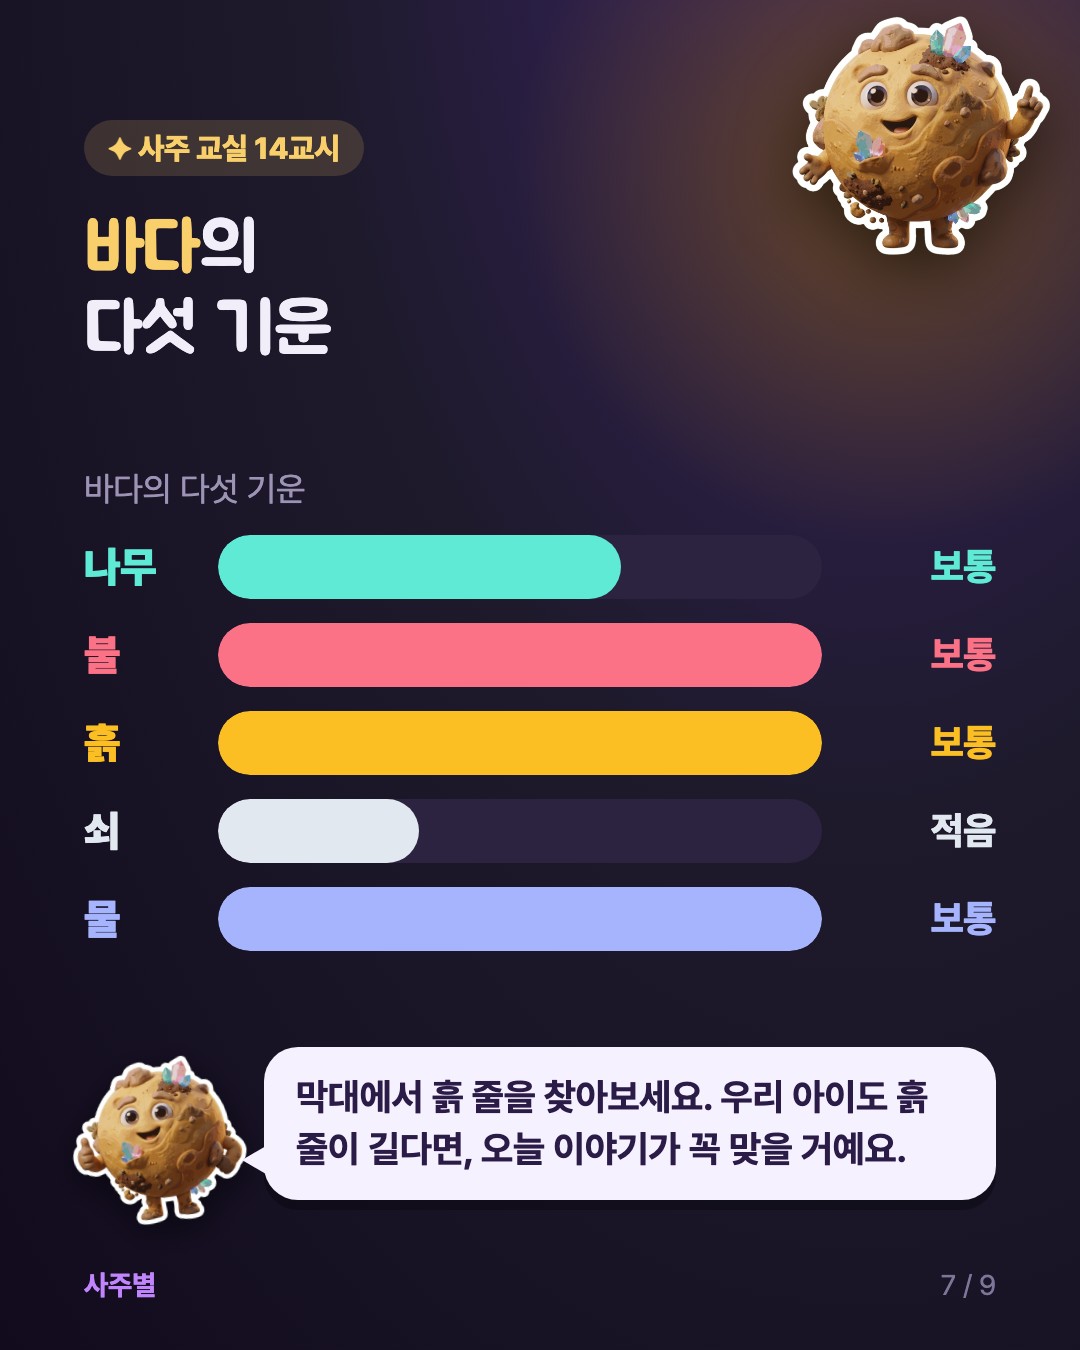 ✦ 사주 교실 14교시
바다의
다섯 기운
바다의 다섯 기운
나무 보통
불 보통
흙 보통
쇠 적음
물 보통
막대에서 흙 줄을 찾아보세요. 우리 아이도 흙
줄이 길다면, 오늘 이야기가 꼭 맞을 거예요.
사주별 7 / 9